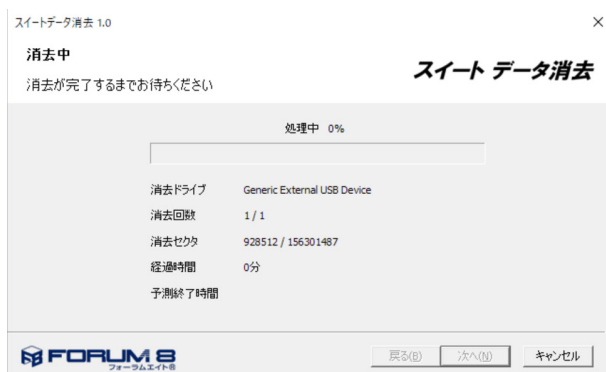 スイートデータ消去 1.0
消去中
消去が完了するまでお待ちください
スイート データ消去
処理中 0%
消去ドライブ Generic External USB Device
消去回数 1 / 1
消去セクタ 928512 / 156301487
経過時間 0分
予測終了時間
FORUM 8
フォーラムエイト®
戻る(B) 次へ(N) キャンセル